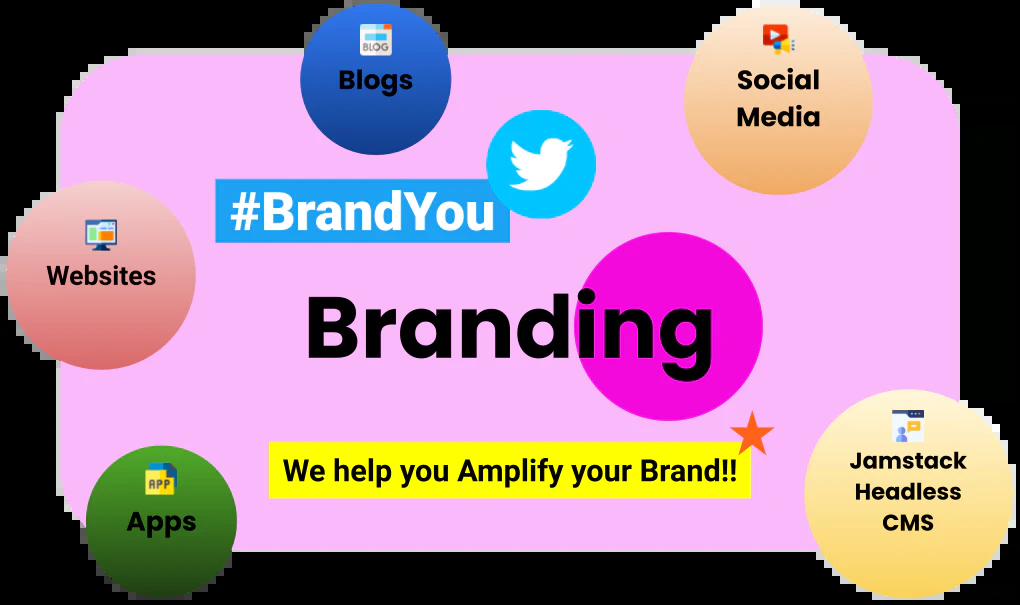 BLOG
Blogs
Social
Media
#BrandYou
Websites
Branding
We help you Amplify your Brand!!
APP
Apps
Jamstack
Headless
CMS